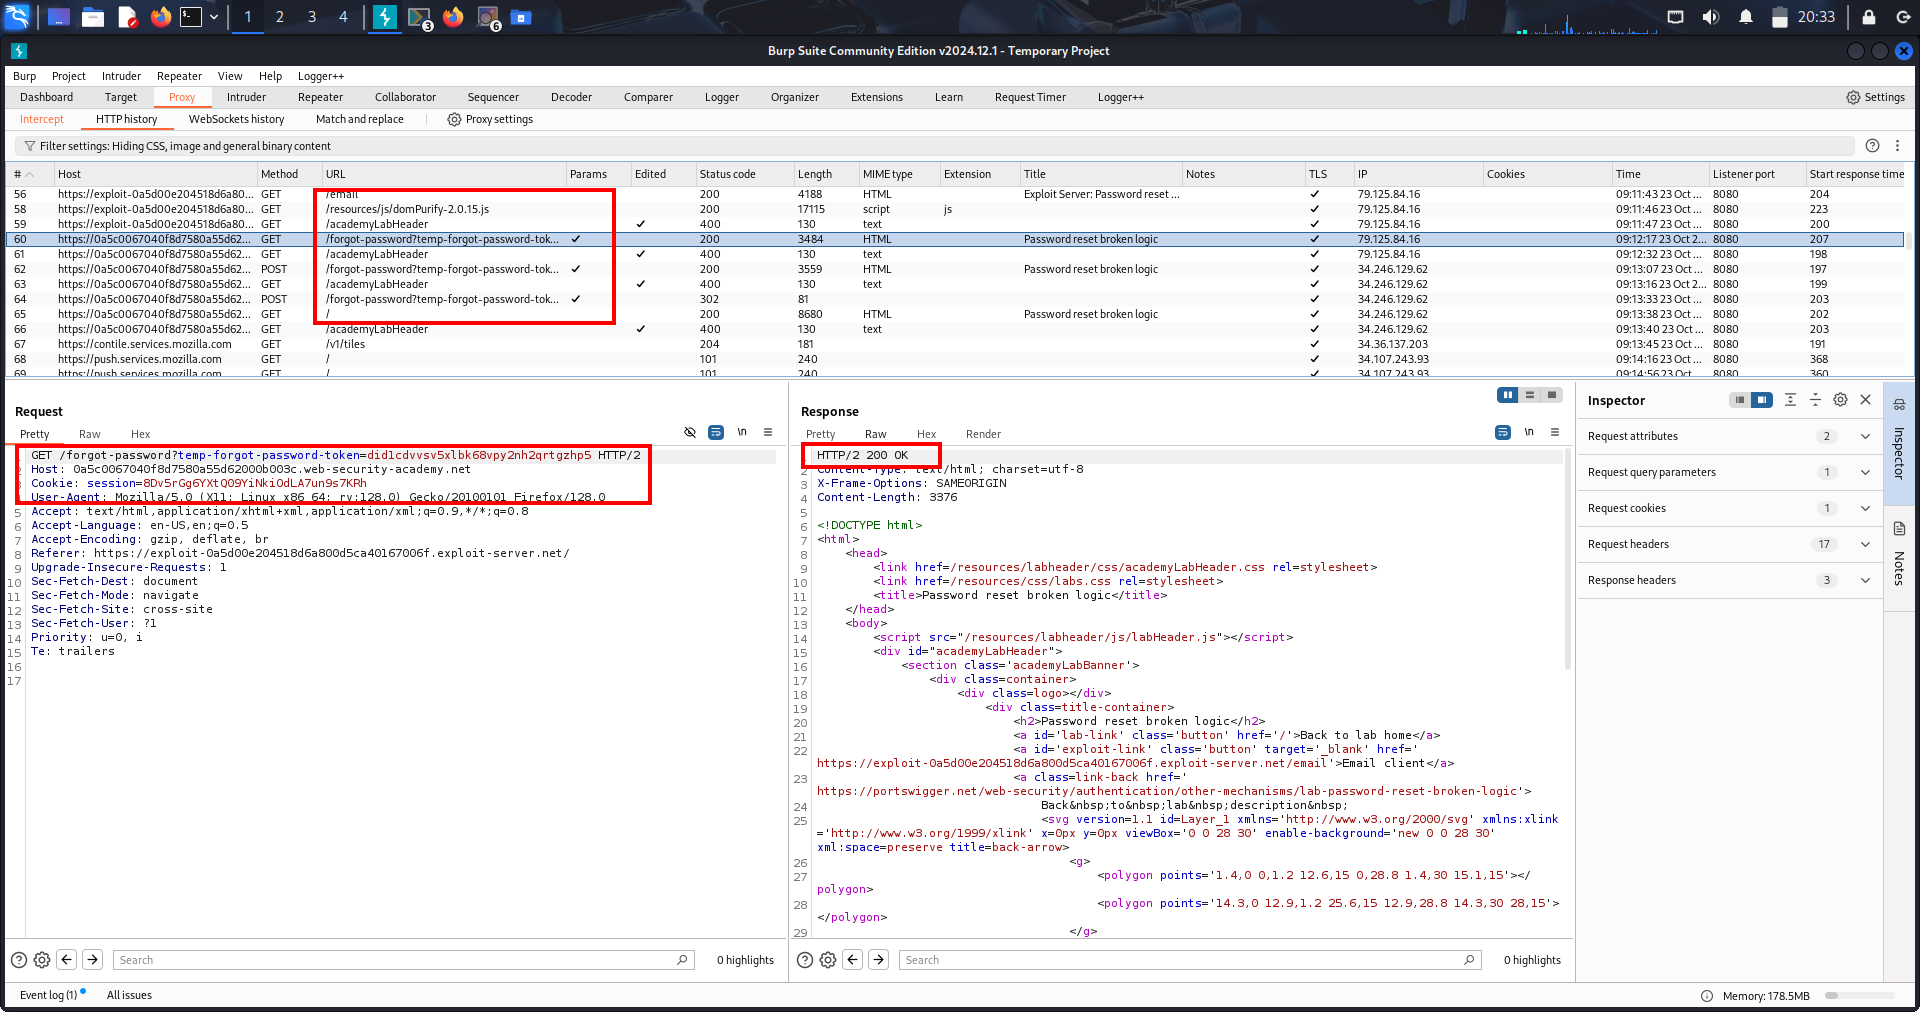 1 2 3 4 3 6 20:33
Burp Suite Community Edition v2024.12.1 - Temporary Project
Burp Project Intruder Repeater View Help Logger++
Dashboard Target Proxy Intruder Repeater Collaborator Sequencer Decoder Comparer Logger Organizer Extensions Learn Request Timer Logger++ Settings
Intercept HTTP history WebSockets history Match and replace Proxy settings
Filter settings: Hiding CSS, image and general binary content
# Host Method URL Params Edited Status code Length MIME type Extension Title Notes TLS IP Cookies Time Listener port Start response time
56 https://exploit-0a5d00e204518d6a80... GET /email 200 4188 HTML Exploit Server: Password reset ... ✓ 79.125.84.16 09:11:43 23 Oct ... 8080 204
58 https://exploit-0a5d00e204518d6a80... GET /resources/js/domPurify-2.0.15.js 200 17115 script js ✓ 79.125.84.16 09:11:46 23 Oct ... 8080 223
59 https://exploit-0a5d00e204518d6a80... GET /academyLabHeader ✓ 400 130 text ✓ 79.125.84.16 09:11:47 23 Oct ... 8080 200
60 https://0a5c0067040f8d7580a55d62... GET /forgot-password?temp-forgot-password-tok... ✓ 200 3484 HTML Password reset broken logic ✓ 79.125.84.16 09:12:17 23 Oct 2... 8080 207
61 https://0a5c0067040f8d7580a55d62... GET /academyLabHeader ✓ 400 130 text ✓ 79.125.84.16 09:12:32 23 Oct ... 8080 198
62 https://0a5c0067040f8d7580a55d62... POST /forgot-password?temp-forgot-password-tok... ✓ 200 3559 HTML Password reset broken logic ✓ 34.246.129.62 09:13:07 23 Oct ... 8080 197
63 https://0a5c0067040f8d7580a55d62... GET /academyLabHeader ✓ 400 130 text ✓ 34.246.129.62 09:13:16 23 Oct 2... 8080 199
64 https://0a5c0067040f8d7580a55d62... POST /forgot-password?temp-forgot-password-tok... ✓ 302 81 ✓ 34.246.129.62 09:13:33 23 Oct ... 8080 203
65 https://0a5c0067040f8d7580a55d62... GET / 200 8680 HTML Password reset broken logic ✓ 34.246.129.62 09:13:38 23 Oct ... 8080 202
66 https://0a5c0067040f8d7580a55d62... GET /academyLabHeader ✓ 400 130 text ✓ 34.246.129.62 09:13:40 23 Oct ... 8080 203
67 https://contile.services.mozilla.com GET /v1/tiles 204 181 ✓ 34.36.137.203 09:13:45 23 Oct ... 8080 191
68 https://push.services.mozilla.com GET / 101 240 ✓ 34.107.243.93 09:14:16 23 Oct ... 8080 368
69 https://push.services.mozilla.com GET / 101 240 ✓ 34.107.243.93 09:14:56 23 Oct ... 8080 360
Request
Pretty Raw Hex \n
GET /forgot-password?temp-forgot-password-token=did1cdvvsv5xlbk68vpy2nh2qrtgzhp5 HTTP/2
Host: 0a5c0067040f8d7580a55d62000b003c.web-security-academy.net
Cookie: session=8Dv5rGg6YXtQ09YiNki0dLA7un9s7KRh
User-Agent: Mozilla/5.0 (X11; Linux x86_64; rv:128.0) Gecko/20100101 Firefox/128.0
5 Accept: text/html,application/xhtml+xml,application/xml;q=0.9,*/*;q=0.8
6 Accept-Language: en-US,en;q=0.5
7 Accept-Encoding: gzip, deflate, br
8 Referer: https://exploit-0a5d00e204518d6a800d5ca40167006f.exploit-server.net/
9 Upgrade-Insecure-Requests: 1
10 Sec-Fetch-Dest: document
11 Sec-Fetch-Mode: navigate
12 Sec-Fetch-Site: cross-site
13 Sec-Fetch-User: ?1
14 Priority: u=0, i
15 Te: trailers
16
17
Search 0 highlights
Response
Pretty Raw Hex Render \n
HTTP/2 200 OK
2 Content-Type: text/html; charset=utf-8
3 X-Frame-Options: SAMEORIGIN
4 Content-Length: 3376
5
6 <!DOCTYPE html>
7 <html>
8 <head>
9 <link href=/resources/labheader/css/academyLabHeader.css rel=stylesheet>
10 <link href=/resources/css/labs.css rel=stylesheet>
11 <title>Password reset broken logic</title>
12 </head>
13 <body>
14 <script src="/resources/labheader/js/labHeader.js"></script>
15 <div id="academyLabHeader">
16 <section class='academyLabBanner'>
17 <div class=container>
18 <div class=logo></div>
19 <div class=title-container>
20 <h2>Password reset broken logic</h2>
21 <a id='lab-link' class='button' href='/'>Back to lab home</a>
22 <a id='exploit-link' class='button' target='_blank' href='
https://exploit-0a5d00e204518d6a800d5ca40167006f.exploit-server.net/email'>Email client</a>
23 <a class=link-back href='
https://portswigger.net/web-security/authentication/other-mechanisms/lab-password-reset-broken-logic'>
24 Back&nbsp;to&nbsp;lab&nbsp;description&nbsp;
25 <svg version=1.1 id=Layer_1 xmlns='http://www.w3.org/2000/svg' xmlns:xlink
='http://www.w3.org/1999/xlink' x=0px y=0px viewBox='0 0 28 30' enable-background='new 0 0 28 30'
xml:space=preserve title=back-arrow>
26 <g>
27 <polygon points='1.4,0 0,1.2 12.6,15 0,28.8 1.4,30 15.1,15'></
polygon>
28 <polygon points='14.3,0 12.9,1.2 25.6,15 12.9,28.8 14.3,30 28,15'>
</polygon>
29 </g>
Search 0 highlights
Inspector
Request attributes 2
Request query parameters 1
Request cookies 1
Request headers 17
Response headers 3
Inspector
Notes
Event log (1) All issues Memory: 178.5MB